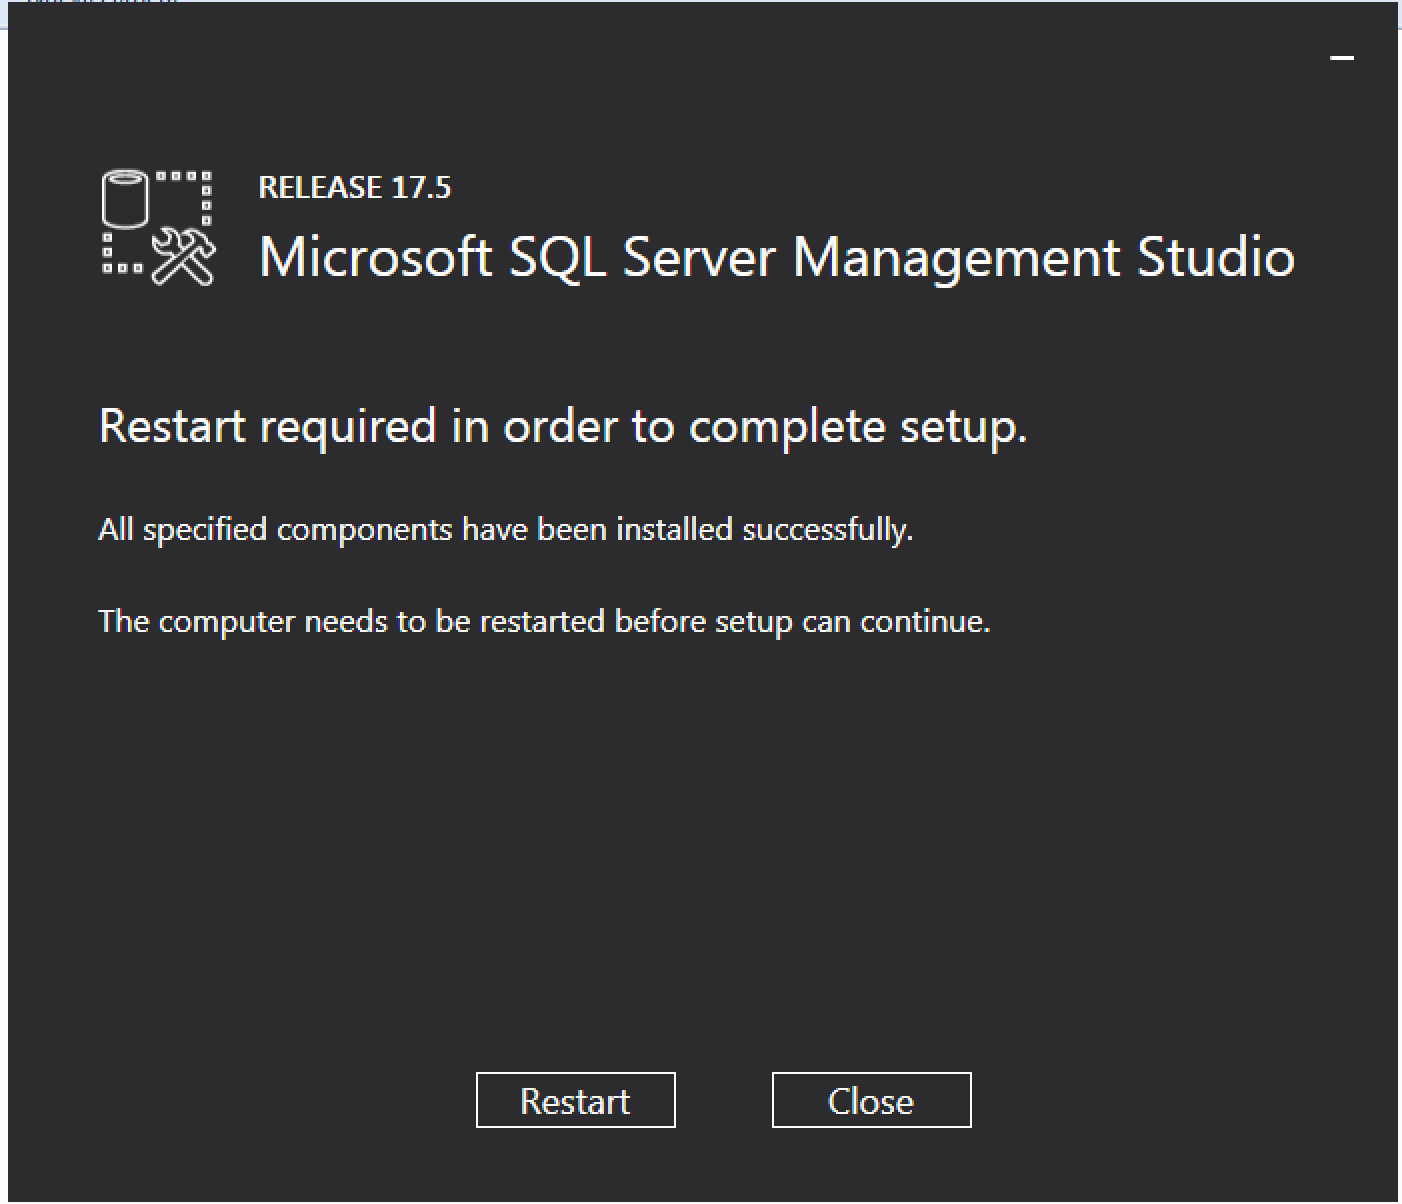 RELEASE 17.5
Microsoft SQL Server Management Studio
Restart required in order to complete setup.
All specified components have been installed successfully.
The computer needs to be restarted before setup can continue.
Restart
Close